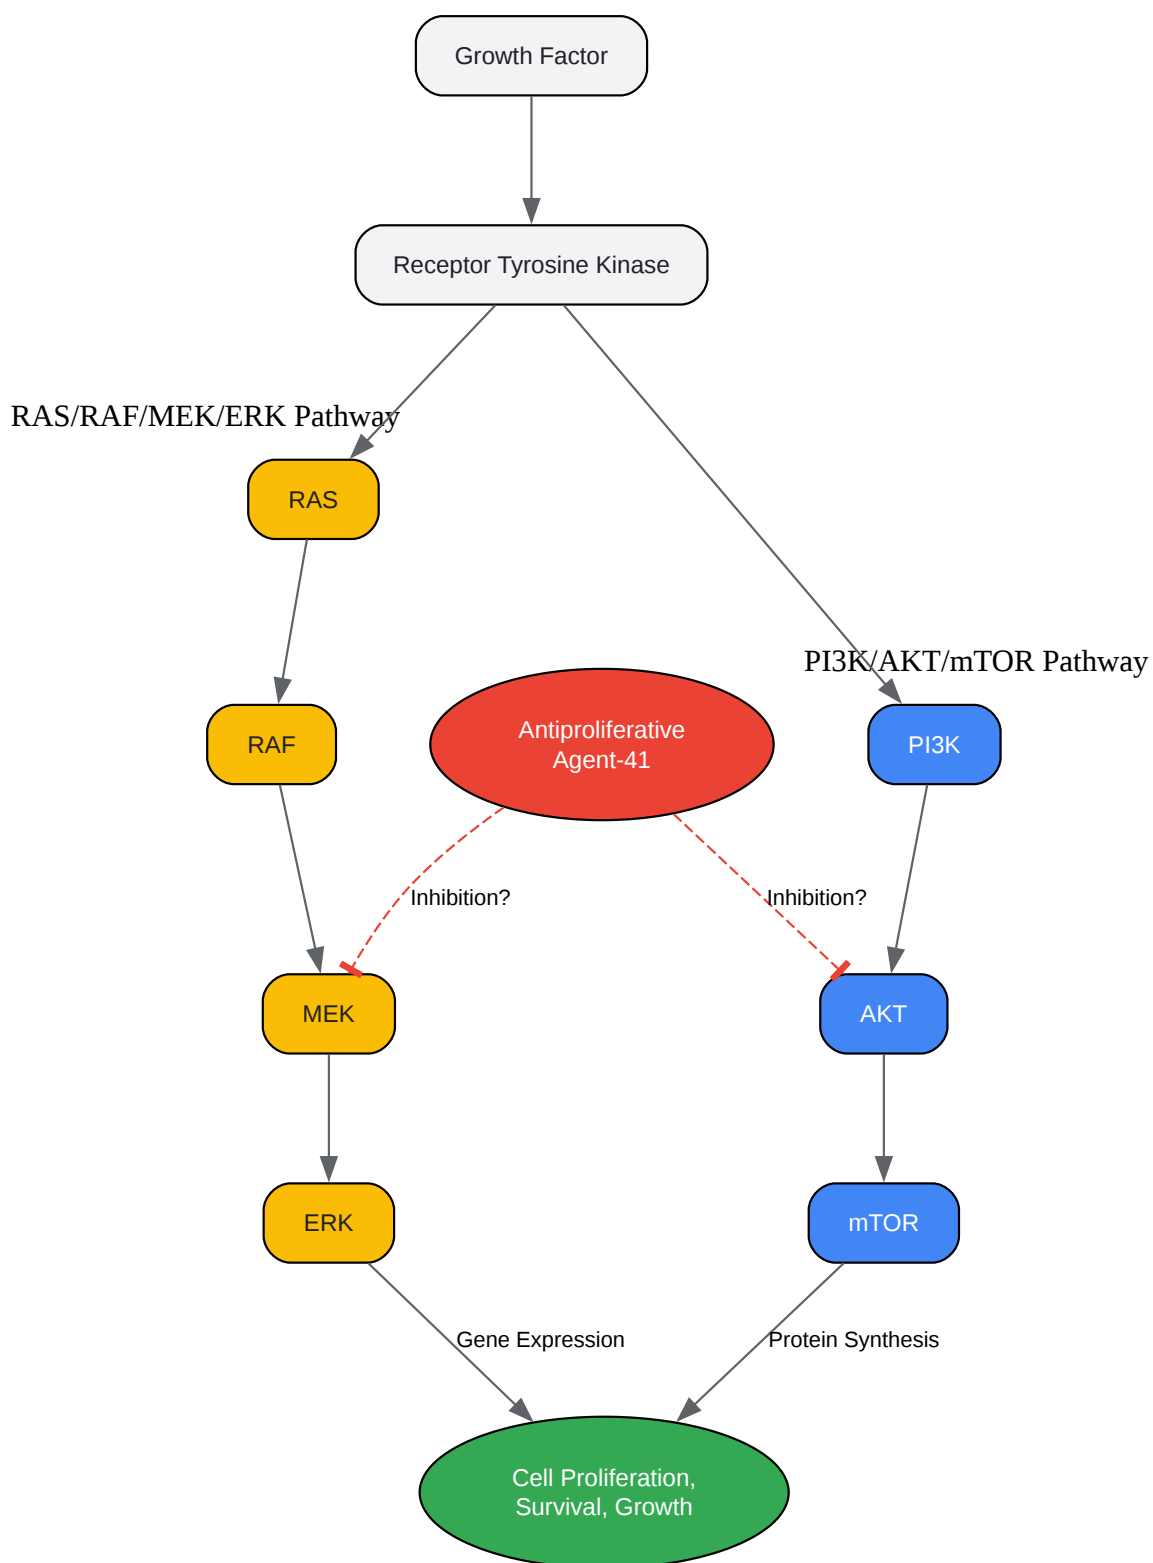 Growth Factor
Receptor Tyrosine Kinase
RAS/RAF/MEK/ERK Pathway
RAS
PI3K/AKT/mTOR Pathway
RAF
Antiproliferative
Agent-41
PI3K
Inhibition?
Inhibition?
MEK
AKT
ERK
mTOR
Gene Expression
Protein Synthesis
Cell Proliferation,
Survival, Growth